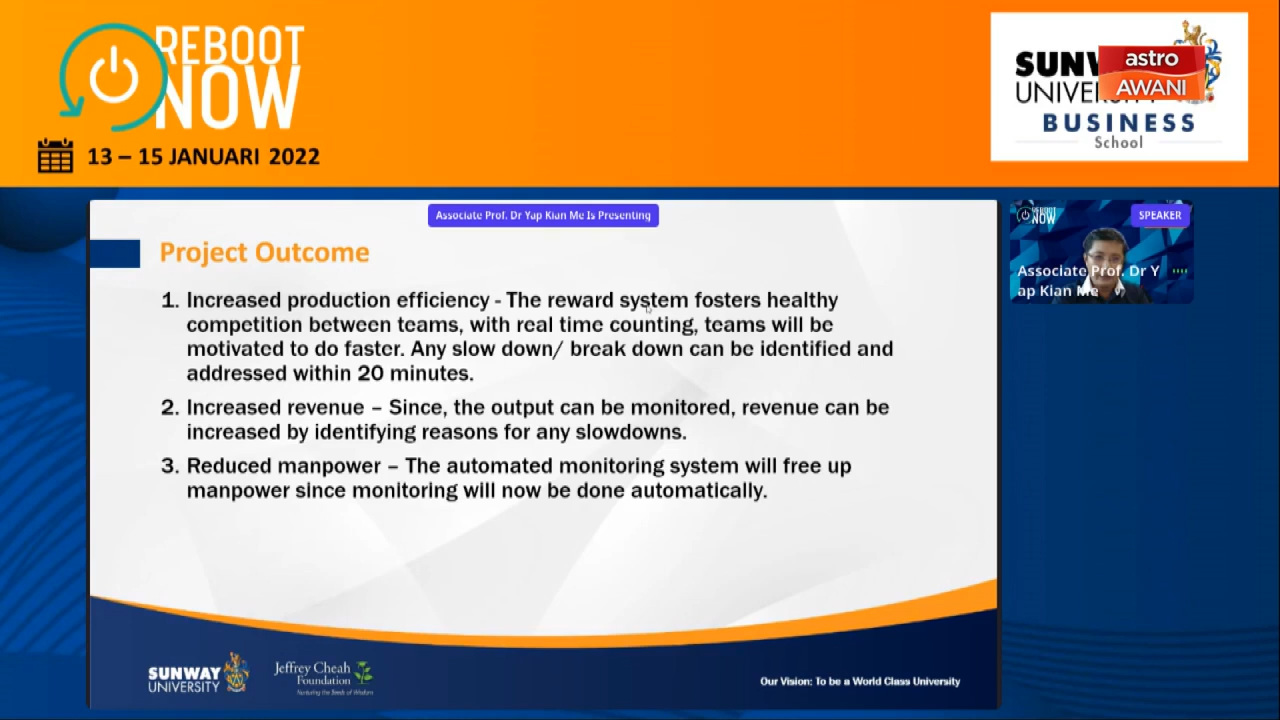 REBOOT
NOW
13 – 15 JANUARI 2022
SUNWAY
UNIVERSITY
astro
AWANI
BUSINESS
School
Associate Prof. Dr Yap Kian Me Is Presenting
REBOOT
NOW
SPEAKER
Associate Prof. Dr Y
ap Kian Me
Project Outcome
1. Increased production efficiency - The reward system fosters healthy
competition between teams, with real time counting, teams will be
motivated to do faster. Any slow down/ break down can be identified and
addressed within 20 minutes.
2. Increased revenue – Since, the output can be monitored, revenue can be
increased by identifying reasons for any slowdowns.
3. Reduced manpower – The automated monitoring system will free up
manpower since monitoring will now be done automatically.
SUNWAY
UNIVERSITY
Jeffrey Cheah
Foundation
Nurturing the Seeds of Wisdom
Our Vision: To be a World Class University